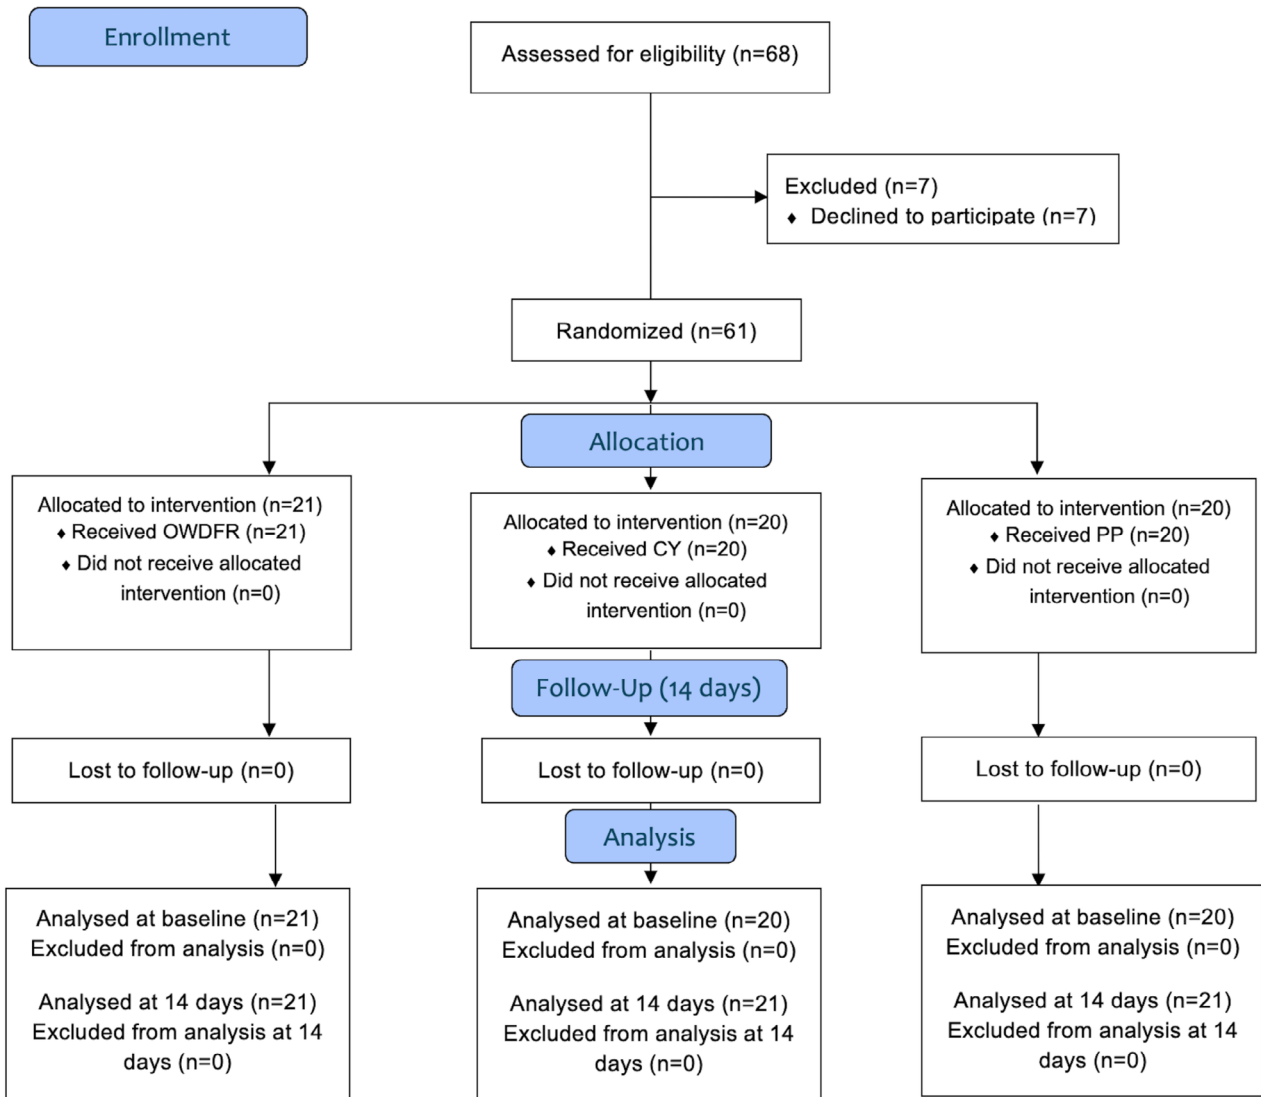 Enrollment
Assessed for eligibility (n=68)
Excluded (n=7)
♦ Declined to participate (n=7)
Randomized (n=61)
Allocation
Allocated to intervention (n=21)
♦ Received OWDFR (n=21)
♦ Did not receive allocated
intervention (n=0)
Allocated to intervention (n=20)
♦ Received CY (n=20)
♦ Did not receive allocated
intervention (n=0)
Allocated to intervention (n=20)
♦ Received PP (n=20)
♦ Did not receive allocated
intervention (n=0)
Follow-Up (14 days)
Lost to follow-up (n=0)
Lost to follow-up (n=0)
Lost to follow-up (n=0)
Analysis
Analysed at baseline (n=21)
Excluded from analysis (n=0)
Analysed at 14 days (n=21)
Excluded from analysis at 14
days (n=0)
Analysed at baseline (n=20)
Excluded from analysis (n=0)
Analysed at 14 days (n=21)
Excluded from analysis at 14
days (n=0)
Analysed at baseline (n=20)
Excluded from analysis (n=0)
Analysed at 14 days (n=21)
Excluded from analysis at 14
days (n=0)